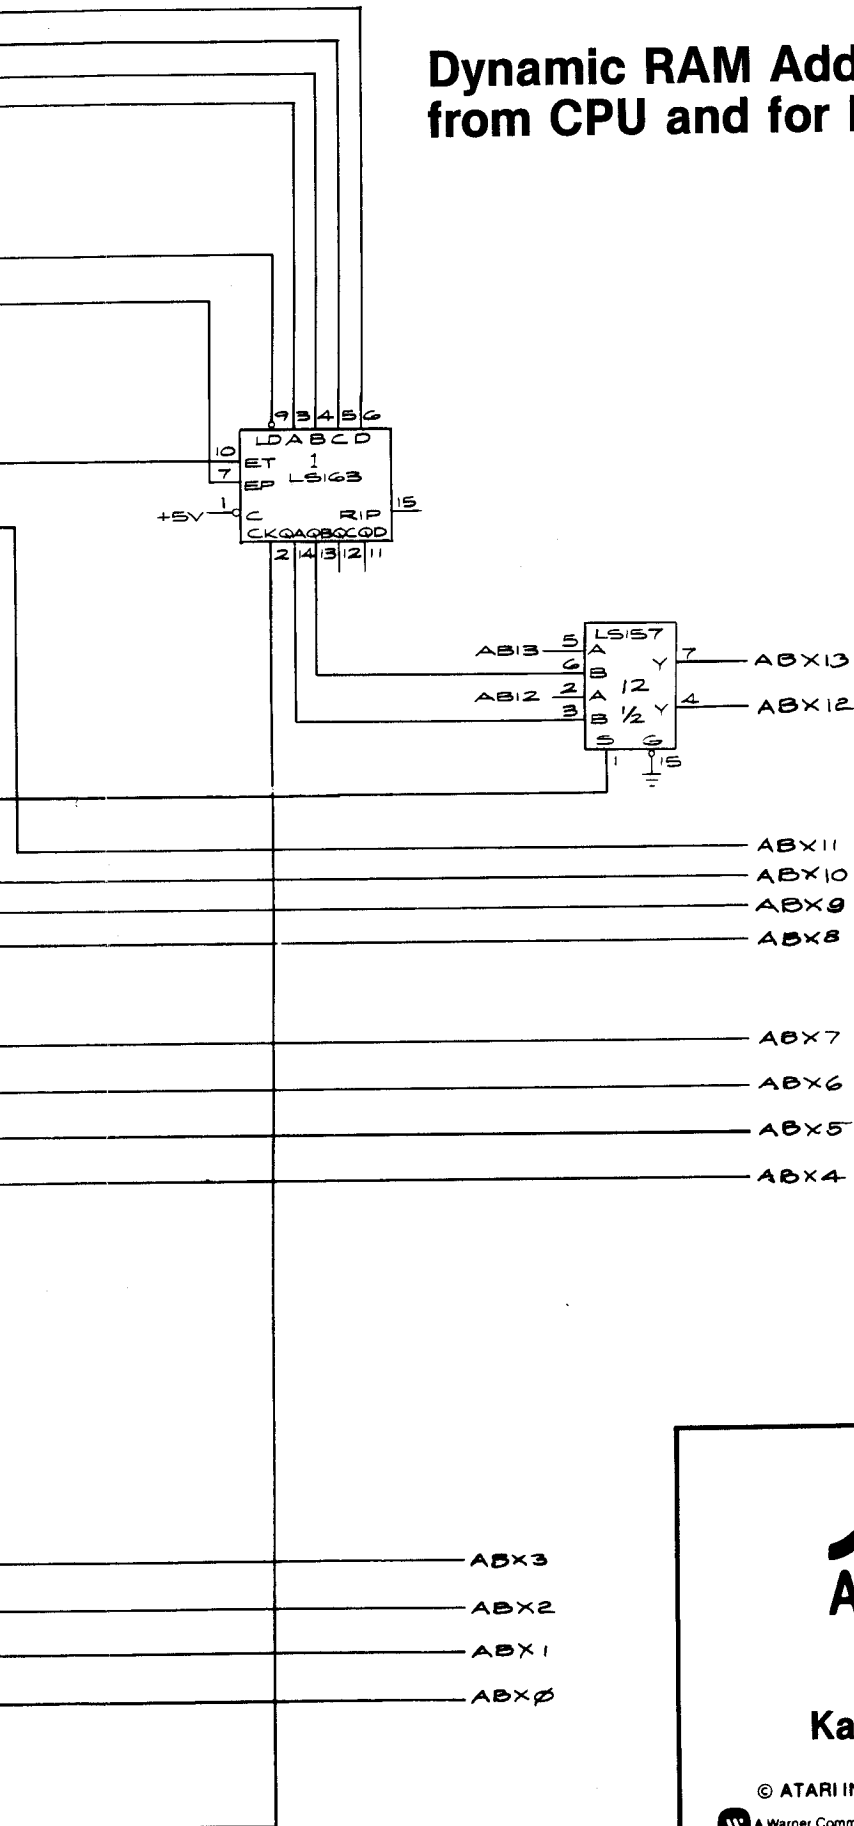 Dynamic RAM Add
from CPU and for
9 3 4 5 6
LD A B C D
10 ET 1
7 EP LS163
+5V 1 C RIP 15
CK QA QB QC QD
2 14 13 12 11
LS157
AB13 5 A Y 7 ABX13
6 B
AB12 2 A 12 Y 4 ABX12
3 B 1/2
S G
1 15
ABX11
ABX10
ABX9
ABX8
ABX7
ABX6
ABX5
ABX4
ABX3
ABX2
ABX1
ABXØ
A
Ka
© ATARI IN
A Warner Comm